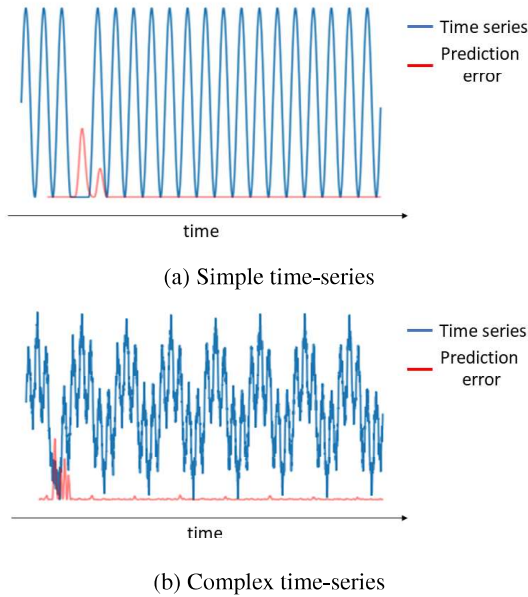 Time series
Prediction
error
time
(a) Simple time-series
Time series
Prediction
error
time
(b) Complex time-series